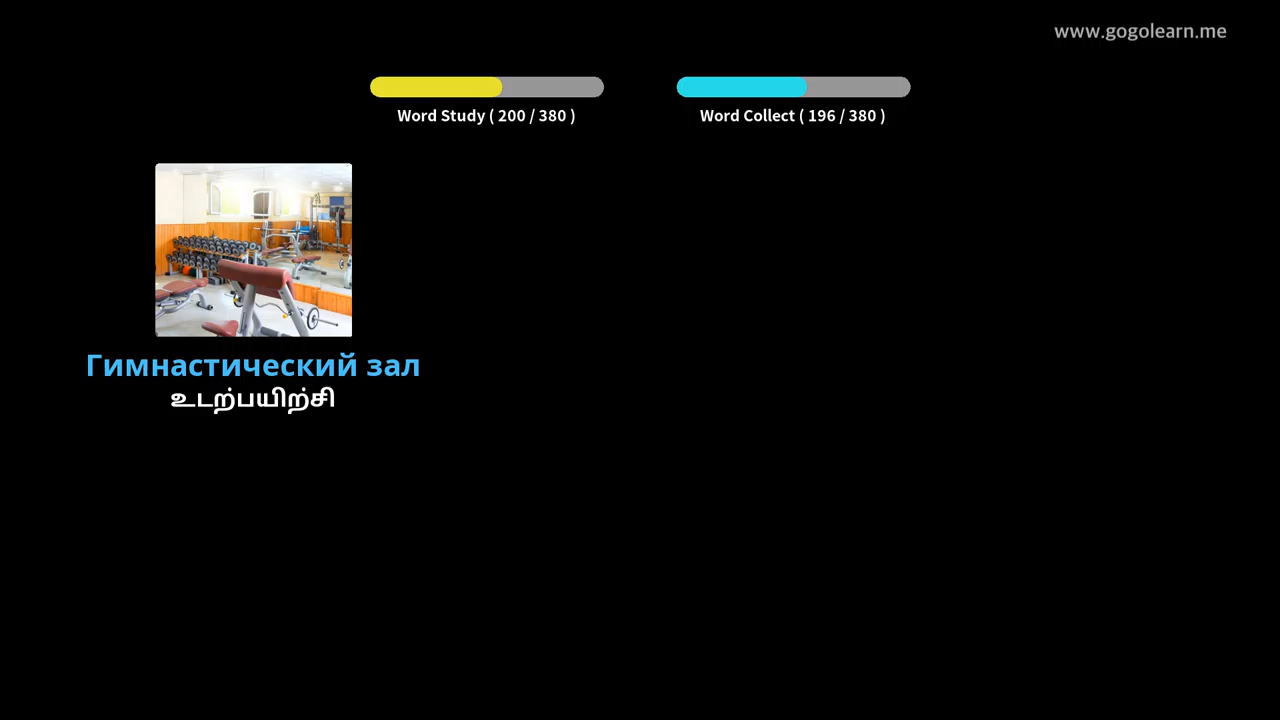 www.gogolearn.me
Word Study ( 200 / 380 )
Word Collect ( 196 / 380 )
Гимнастический зал
உடற்பயிற்சி